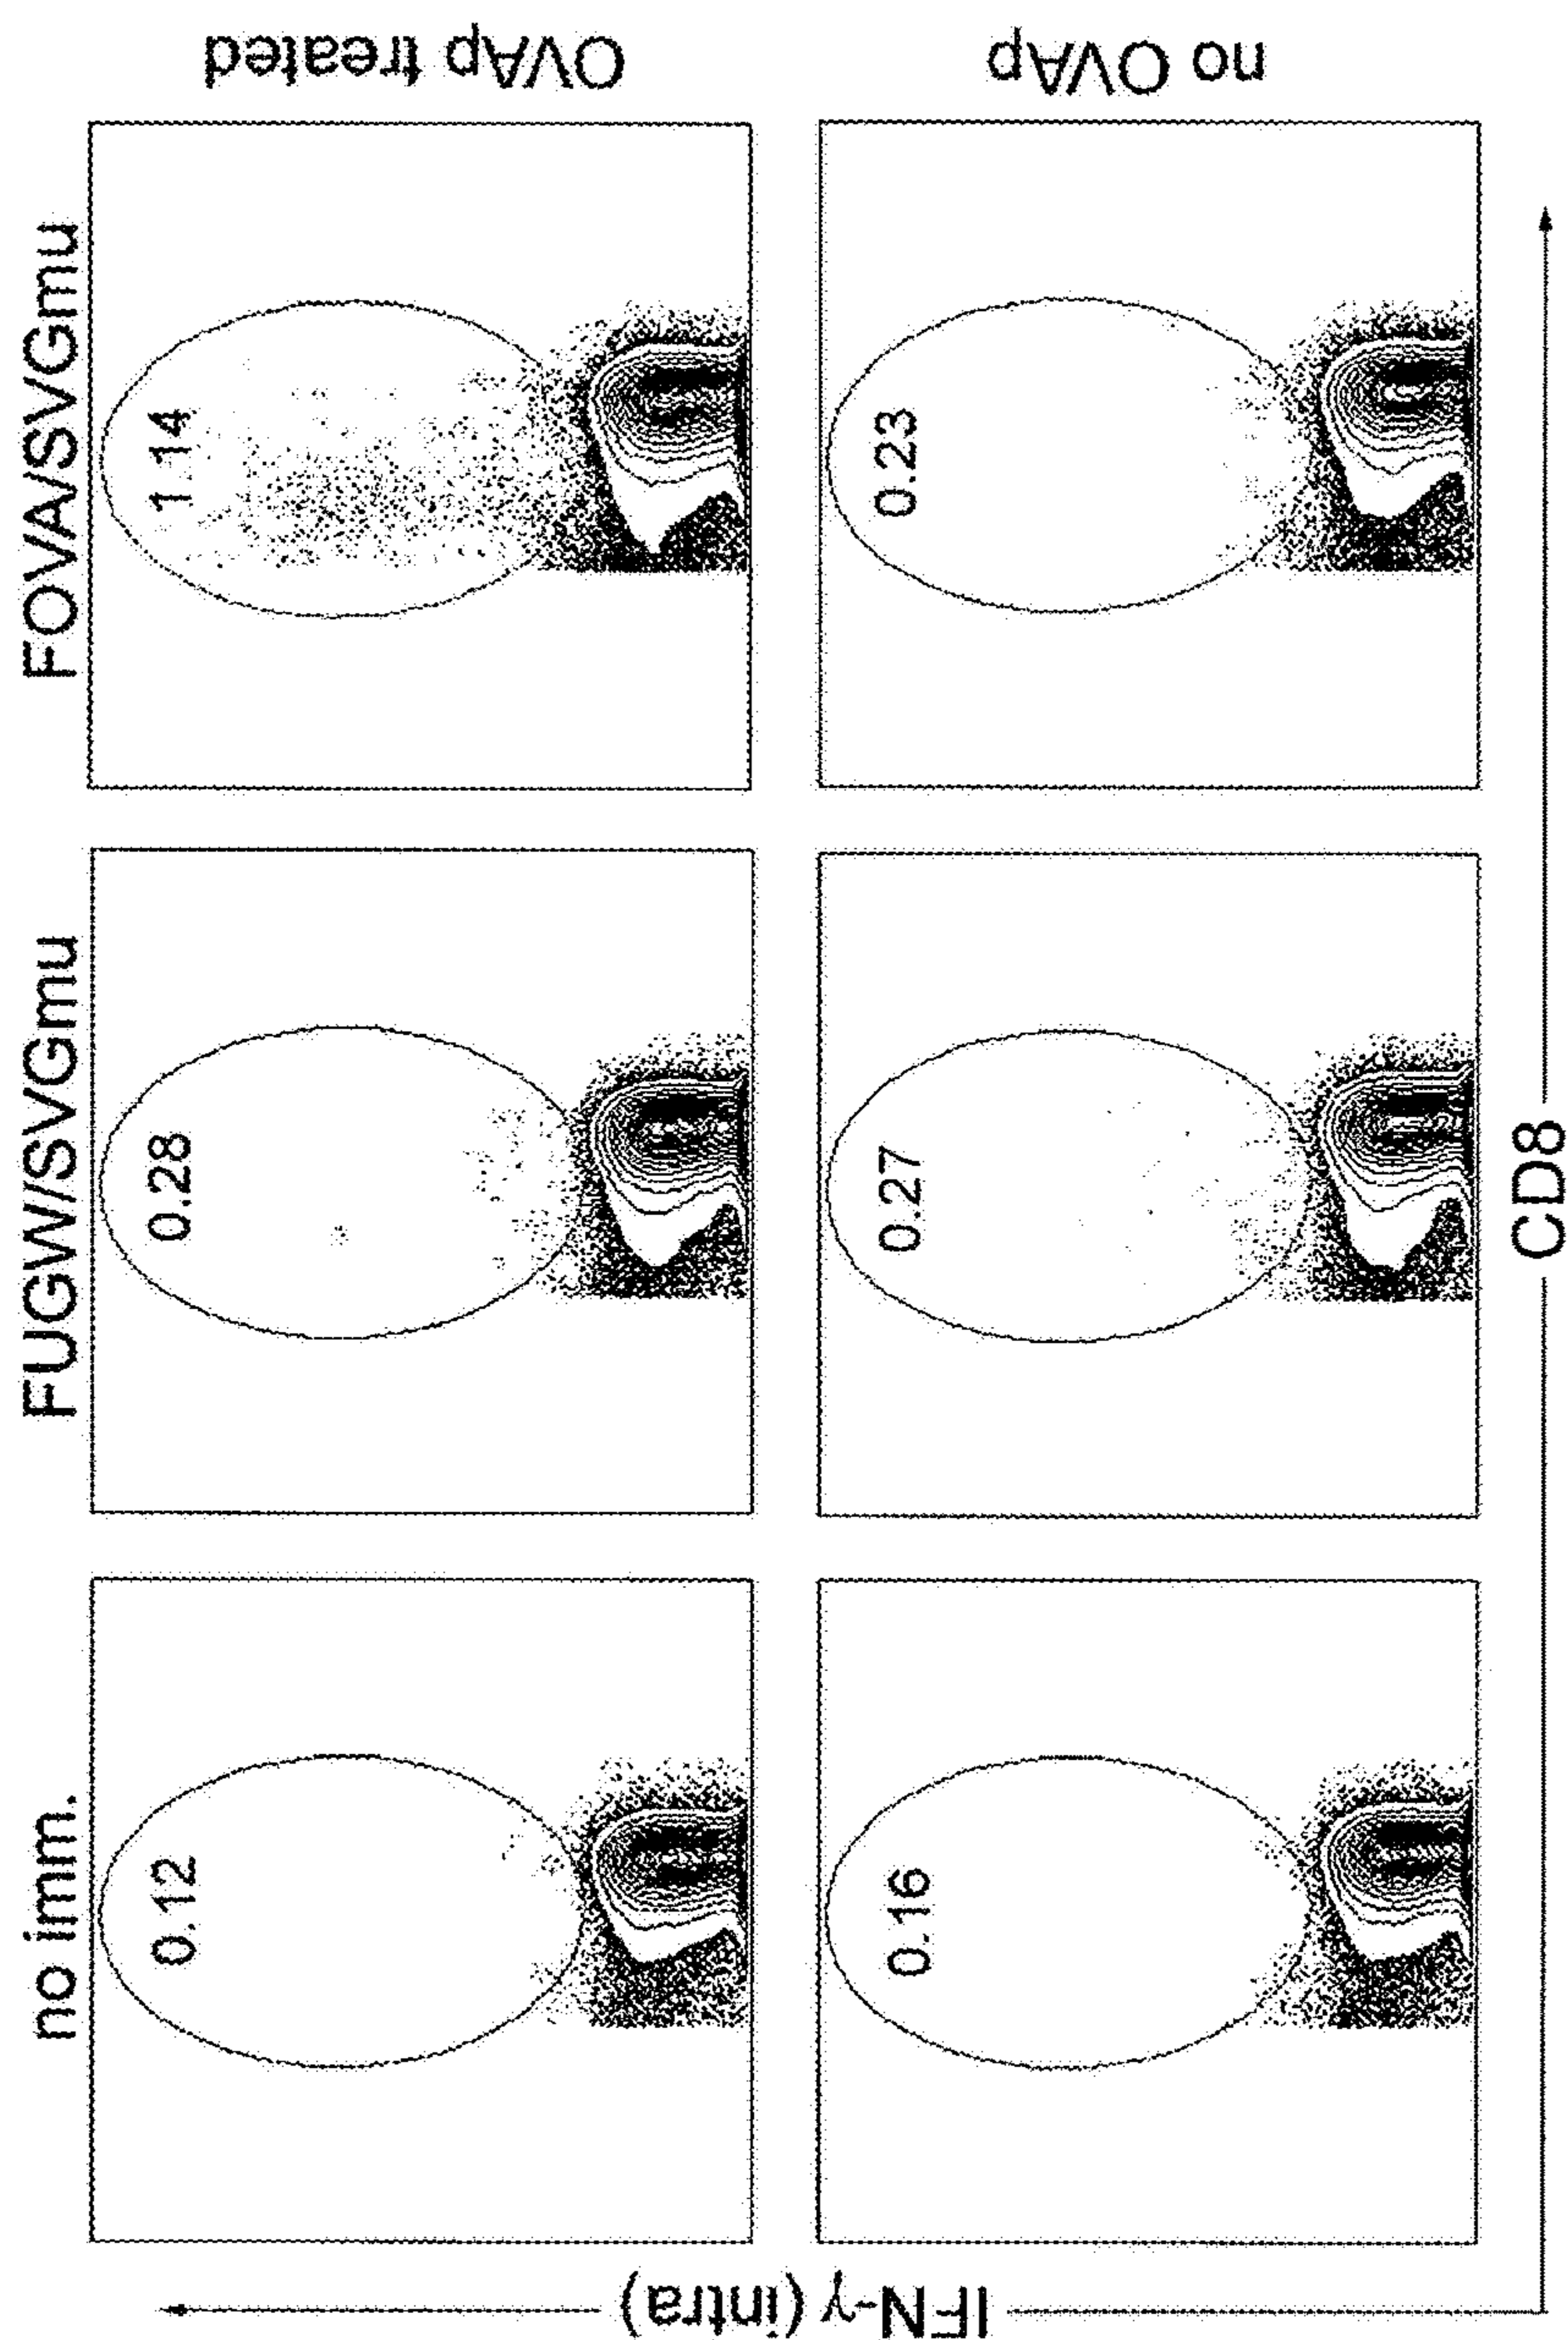 no imm.
FUGW/SVGmu
FOVA/SVGmu
0.12
0.28
1.14
OVAp treated
0.16
0.27
0.23
no OVAp
IFN-γ (intra)
CD8